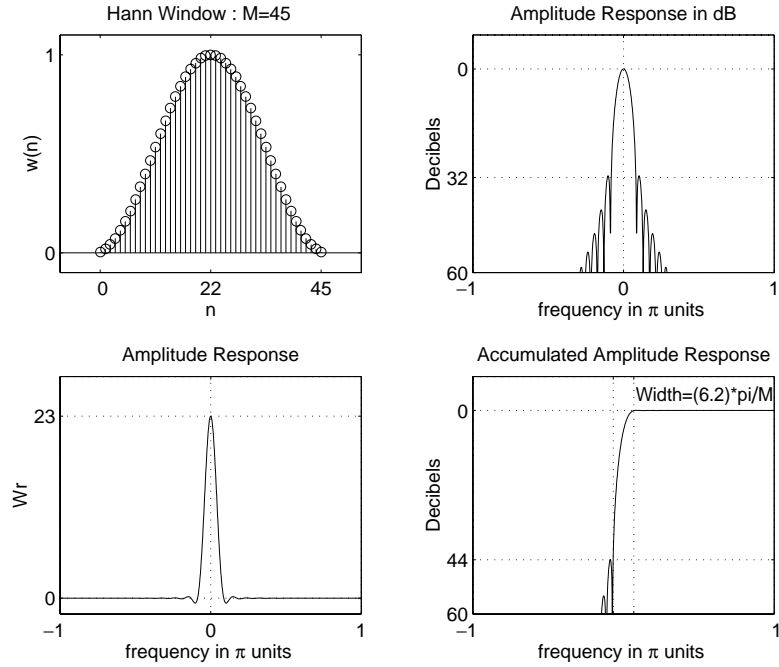 Hann Window : M=45
1
w(n)
0
0
22
45
n
Amplitude Response in dB
0
Decibels
32
60
−1
0
1
frequency in π units
Amplitude Response
23
Wr
0
−1
0
1
frequency in π units
Accumulated Amplitude Response
Width=(6.2)*pi/M
0
Decibels
44
60
−1
1
frequency in π units